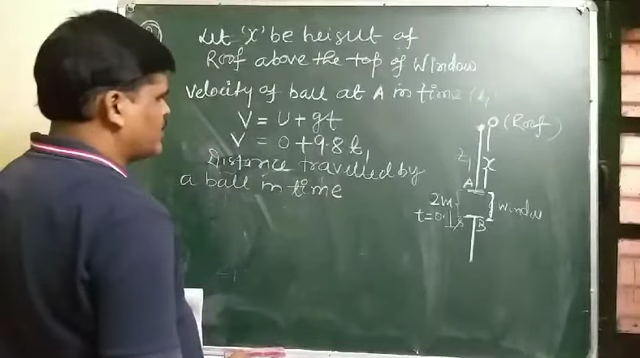 Let 'x' be height of
Roof above the top of Window
Velocity of ball at A in time (t₁
V = U + gt
V = 0 + 9.8 t₁
Distance travelled by
a ball in time
(Roof)
x
A
2m
window
t=0.1s
B